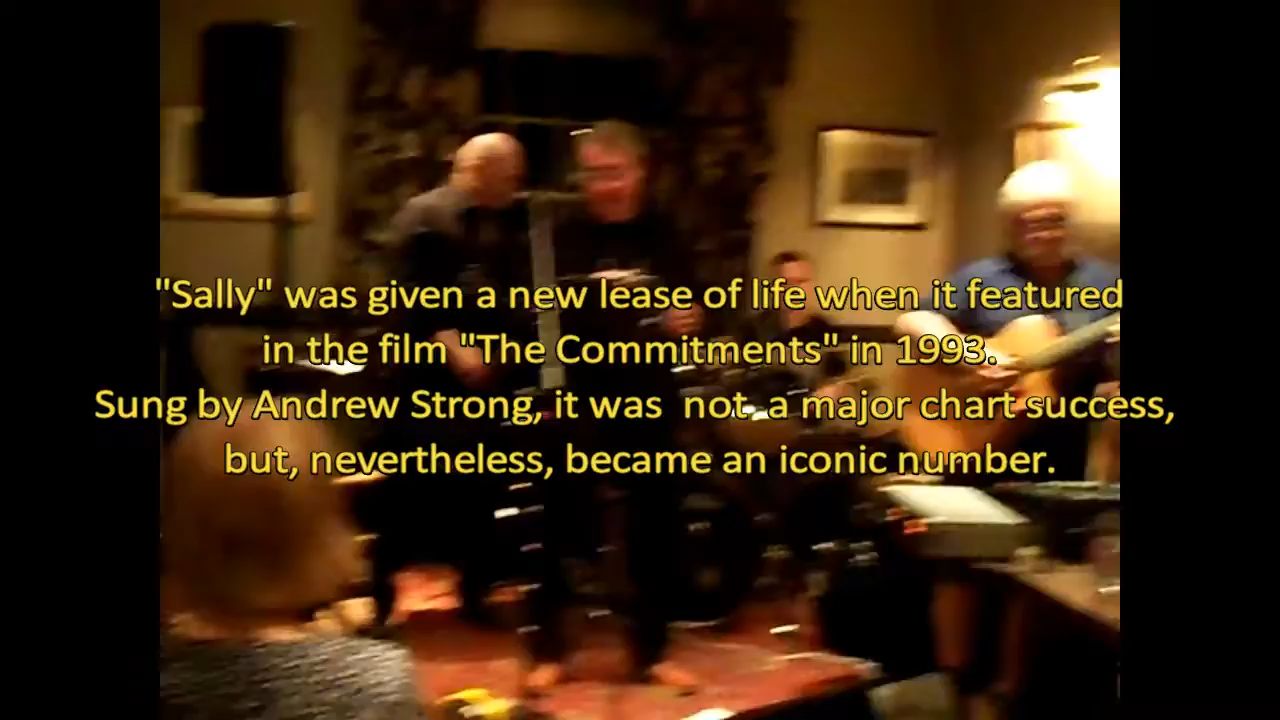 "Sally" was given a new lease of life when it featured
in the film "The Commitments" in 1993.
Sung by Andrew Strong, it was  not  a major chart success,
but, nevertheless, became an iconic number.